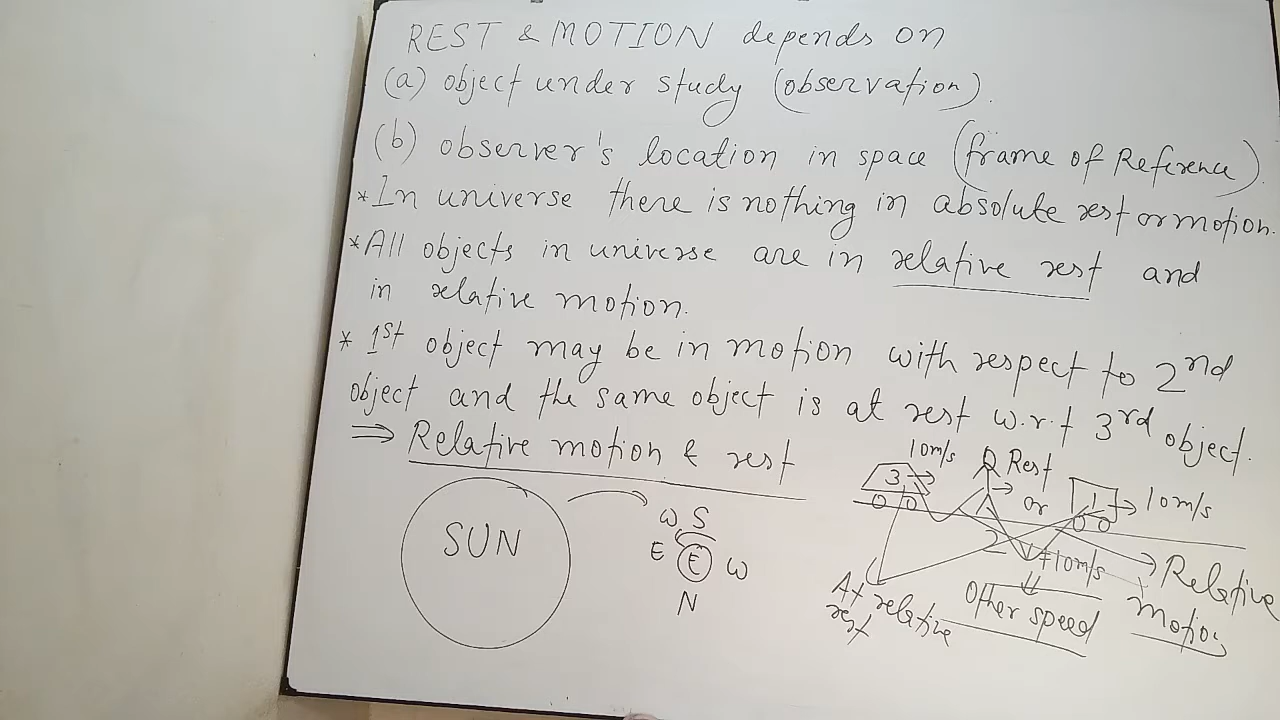 REST & MOTION depends on
(a) object under study (observation).
(b) observer's location in space (frame of Reference).
*In universe there is nothing in absolute rest or motion.
*All objects in universe are in relative rest and
in relative motion.
* 1st object may be in motion with respect to 2nd
object and the same object is at rest w.r.t 3rd object.
⇒ Relative motion & rest
10m/s
3
Rest
or
1
10m/s
2
V≠10m/s
Other speed
At relative
rest
Relative
motion
SUN
W S
E E W
N